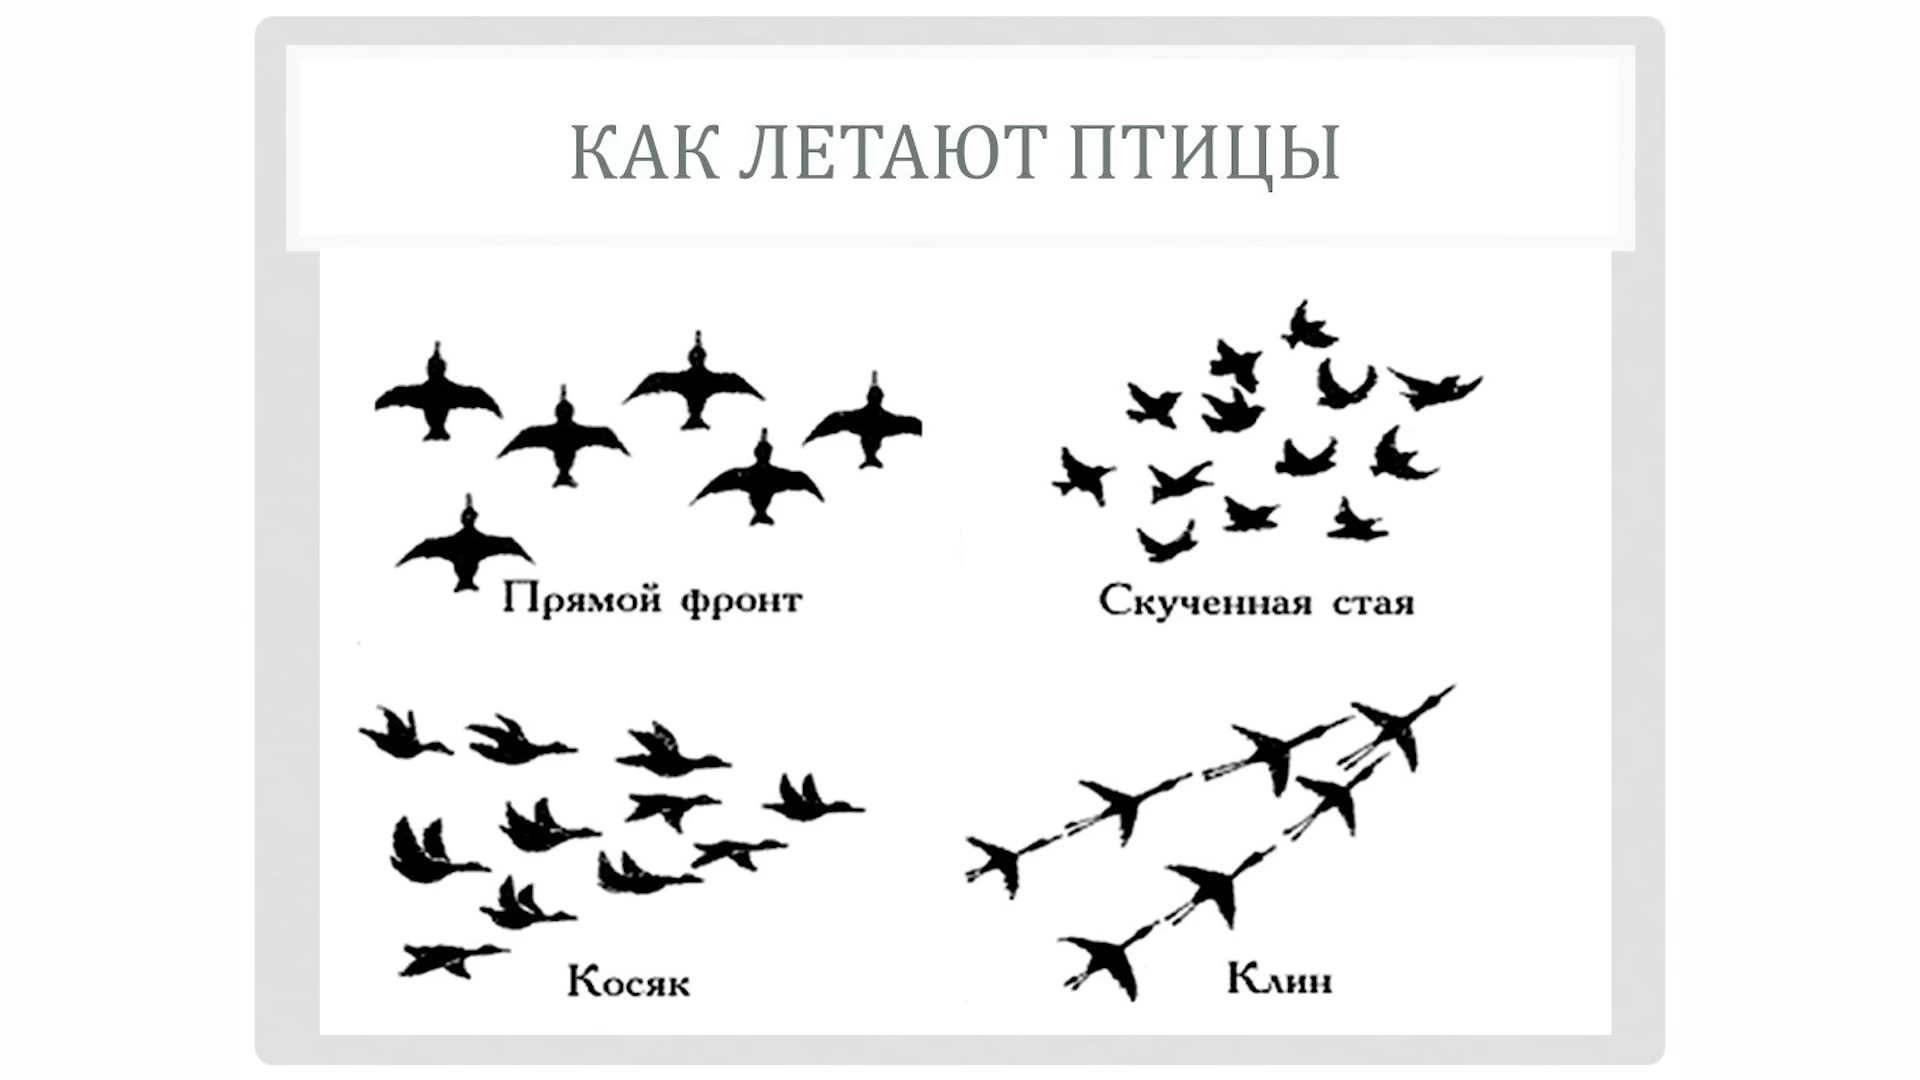 КАК ЛЕТАЮТ ПТИЦЫ
Прямой фронт
Скученная стая
Косяк
Клин